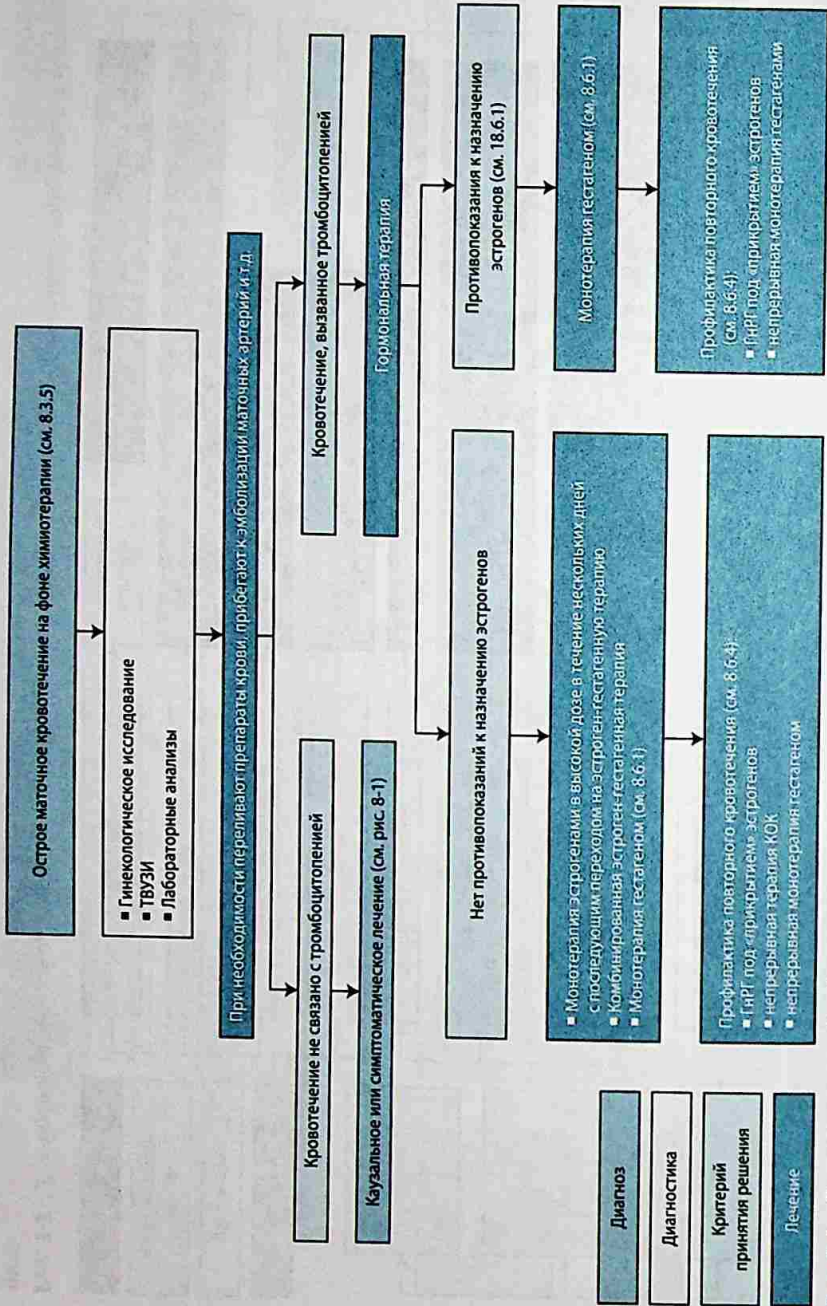 Острое маточное кровотечение на фоне химиотерапии (см. 8.3.5)
▪ Гинекологическое исследование
▪ ТВУЗИ
▪ Лабораторные анализы
При необходимости переливают препараты крови, прибегают к эмболизации маточных артерий и т.д.
Кровотечение не связано с тромбоцитопенией
Каузальное или симптоматическое лечение (см. рис. 8-1)
Кровотечение, вызванное тромбоцитопенией
Гормональная терапия
Нет противопоказаний к назначению эстрогенов
▪ Монотерапия эстрогенами в высокой дозе в течение нескольких дней
с последующим переходом на эстроген-гестагенную терапию
▪ Комбинированная эстроген-гестагенная терапия
▪ Монотерапия гестагеном (см. 8.6.1)
Профилактика повторного кровотечения (см. 8.6.4):
▪ ГнРГ под «прикрытием» эстрогенов
▪ непрерывная терапия КОК
▪ непрерывная монотерапия гестагеном
Противопоказания к назначению
эстрогенов (см. 18.6.1)
Монотерапия гестагеном (см. 8.6.1)
Профилактика повторного кровотечения
(см. 8.6.4):
▪ ГнРГ под «прикрытием» эстрогенов
▪ непрерывная монотерапия гестагенами
Диагноз
Диагностика
Критерий
принятия решения
Лечение